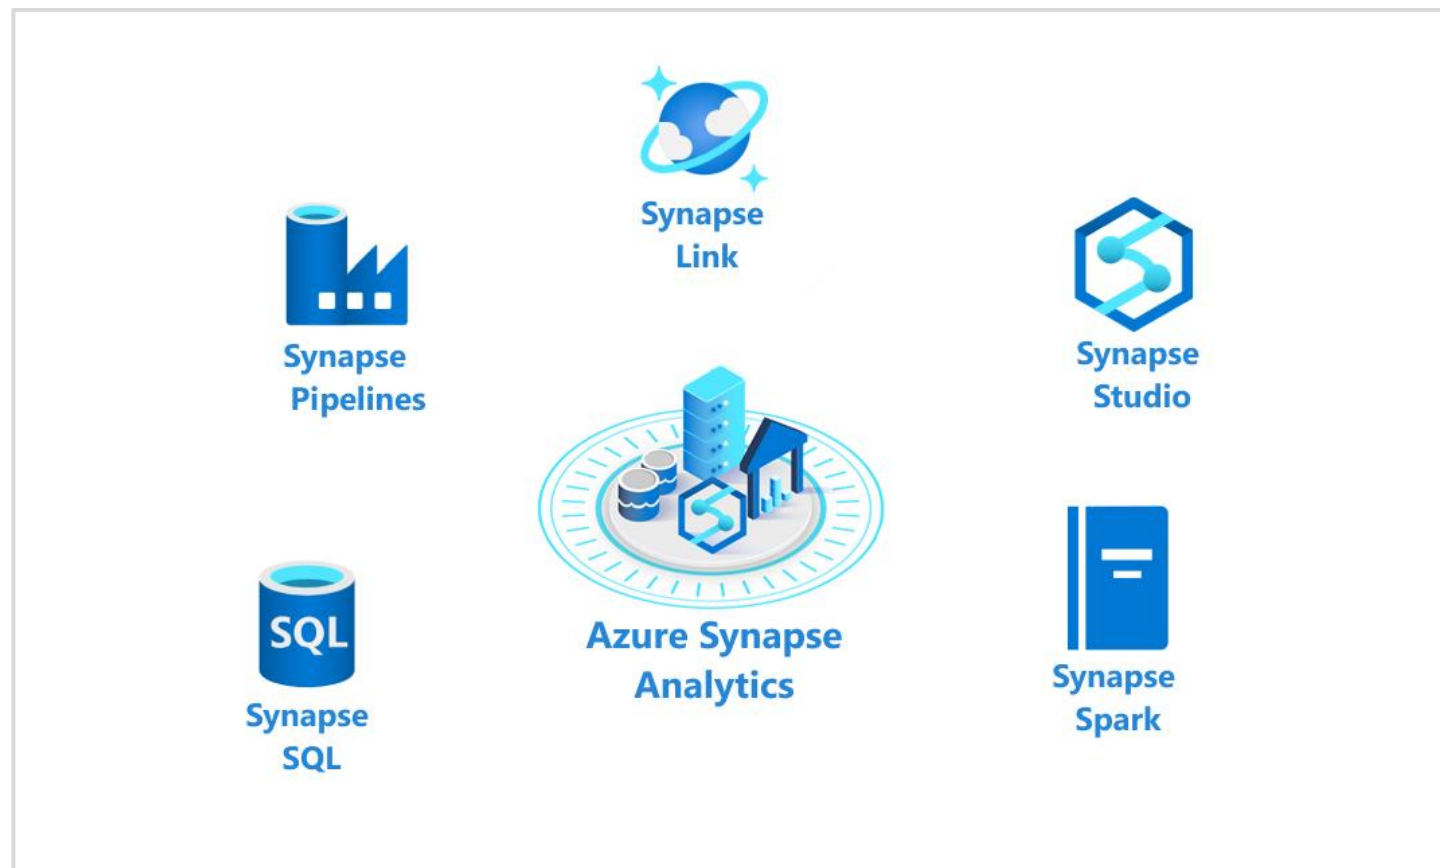 Synapse
Link
Synapse
Pipelines
Synapse
Studio
SQL
Synapse
SQL
Azure Synapse
Analytics
Synapse
Spark